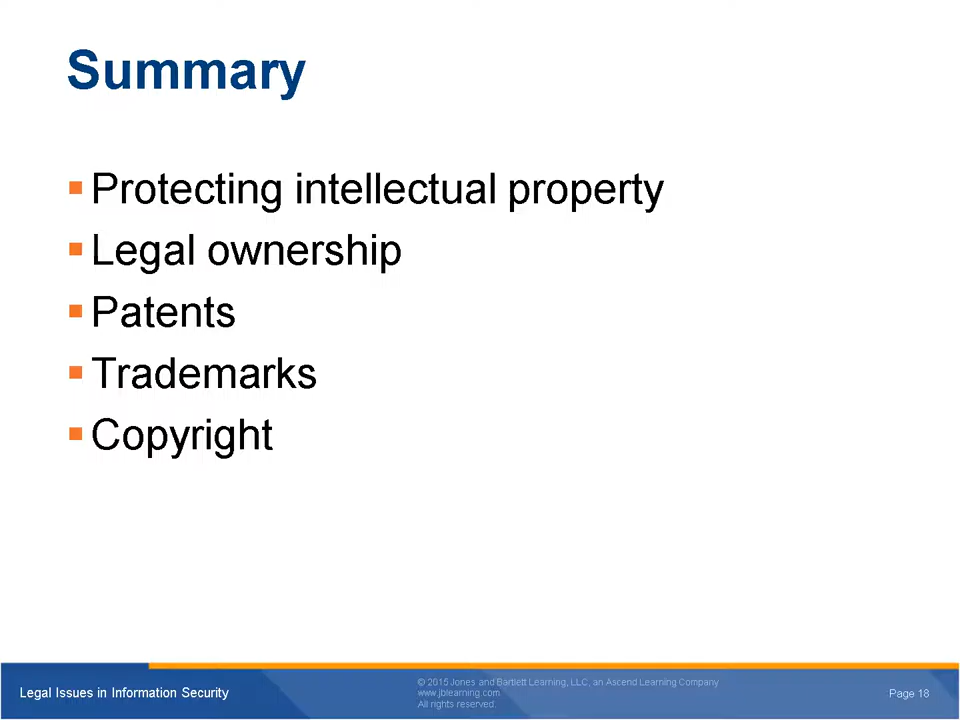 Summary
Protecting intellectual property
Legal ownership
Patents
Trademarks
Copyright
Legal Issues in Information Security
© 2015 Jones and Bartlett Learning, LLC, an Ascend Learning Company
www.jblearning.com
All rights reserved.
Page 18